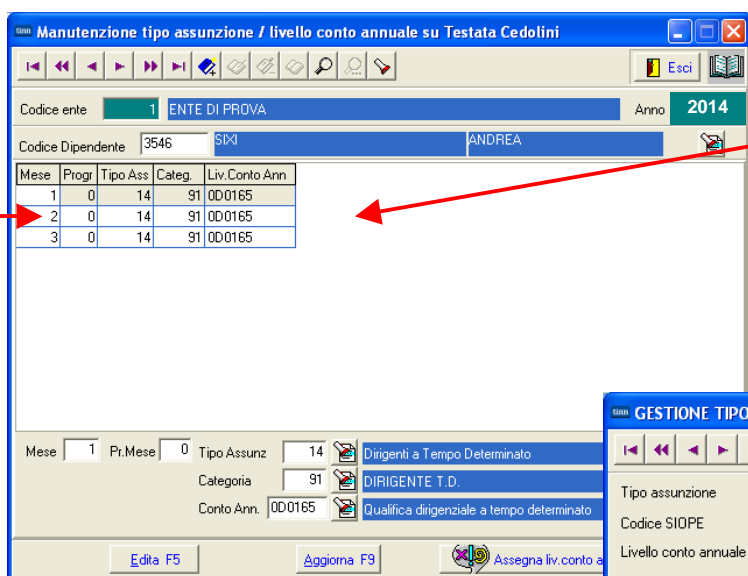 tinn Manutenzione tipo assunzione / livello conto annuale su Testata Cedolini
Esci
Codice ente 1 ENTE DI PROVA Anno 2014
Codice Dipendente 3546 SIXI ANDREA
Mese Progr Tipo Ass Categ. Liv.Conto Ann
1 0 14 91 0D0165
2 0 14 91 0D0165
3 0 14 91 0D0165
Mese 1 Pr.Mese 0 Tipo Assunz 14 Dirigenti a Tempo Determinato
Categoria 91 DIRIGENTE T.D.
Conto Ann. 0D0165 Qualifica dirigenziale a tempo determinato
Edita F5 Aggiorna F9 Assegna liv.conto a
tinn GESTIONE TIPO
Tipo assunzione
Codice SIOPE
Livello conto annuale